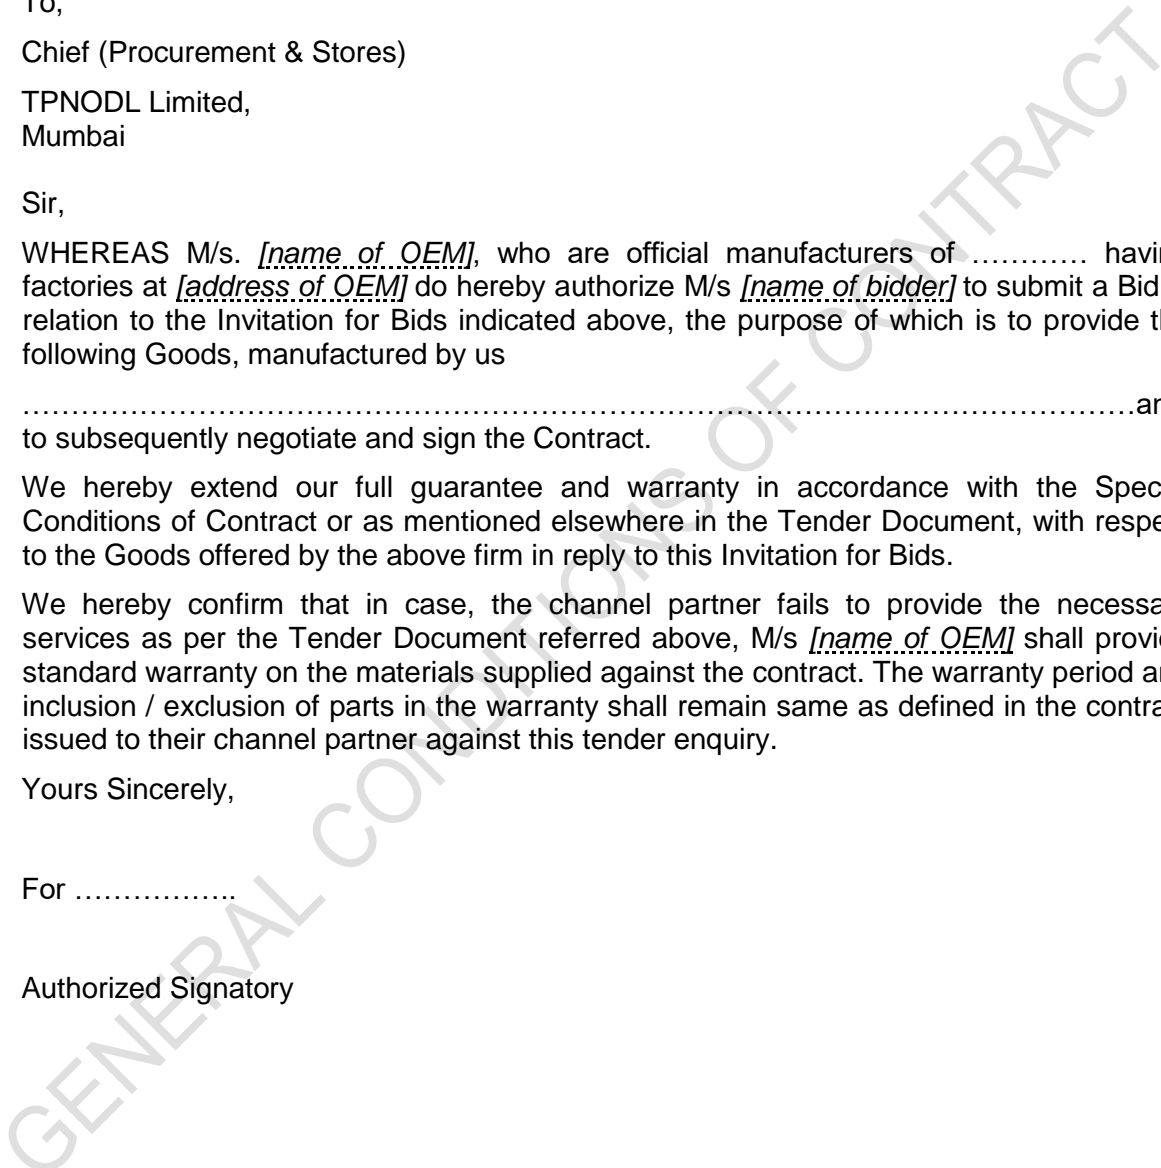 To,
Chief (Procurement & Stores)
TPNODL Limited,
Mumbai
Sir,
WHEREAS M/s. [name of OEM], who are official manufacturers of ………… havin
factories at [address of OEM] do hereby authorize M/s [name of bidder] to submit a Bid
relation to the Invitation for Bids indicated above, the purpose of which is to provide th
following Goods, manufactured by us
……………………………………………………………………………………………………an
to subsequently negotiate and sign the Contract.
We hereby extend our full guarantee and warranty in accordance with the Spec
Conditions of Contract or as mentioned elsewhere in the Tender Document, with respe
to the Goods offered by the above firm in reply to this Invitation for Bids.
We hereby confirm that in case, the channel partner fails to provide the necessa
services as per the Tender Document referred above, M/s [name of OEM] shall provid
standard warranty on the materials supplied against the contract. The warranty period an
inclusion / exclusion of parts in the warranty shall remain same as defined in the contra
issued to their channel partner against this tender enquiry.
Yours Sincerely,
For ……………..
Authorized Signatory
GENERAL CONDITIONS OF CONTRACT